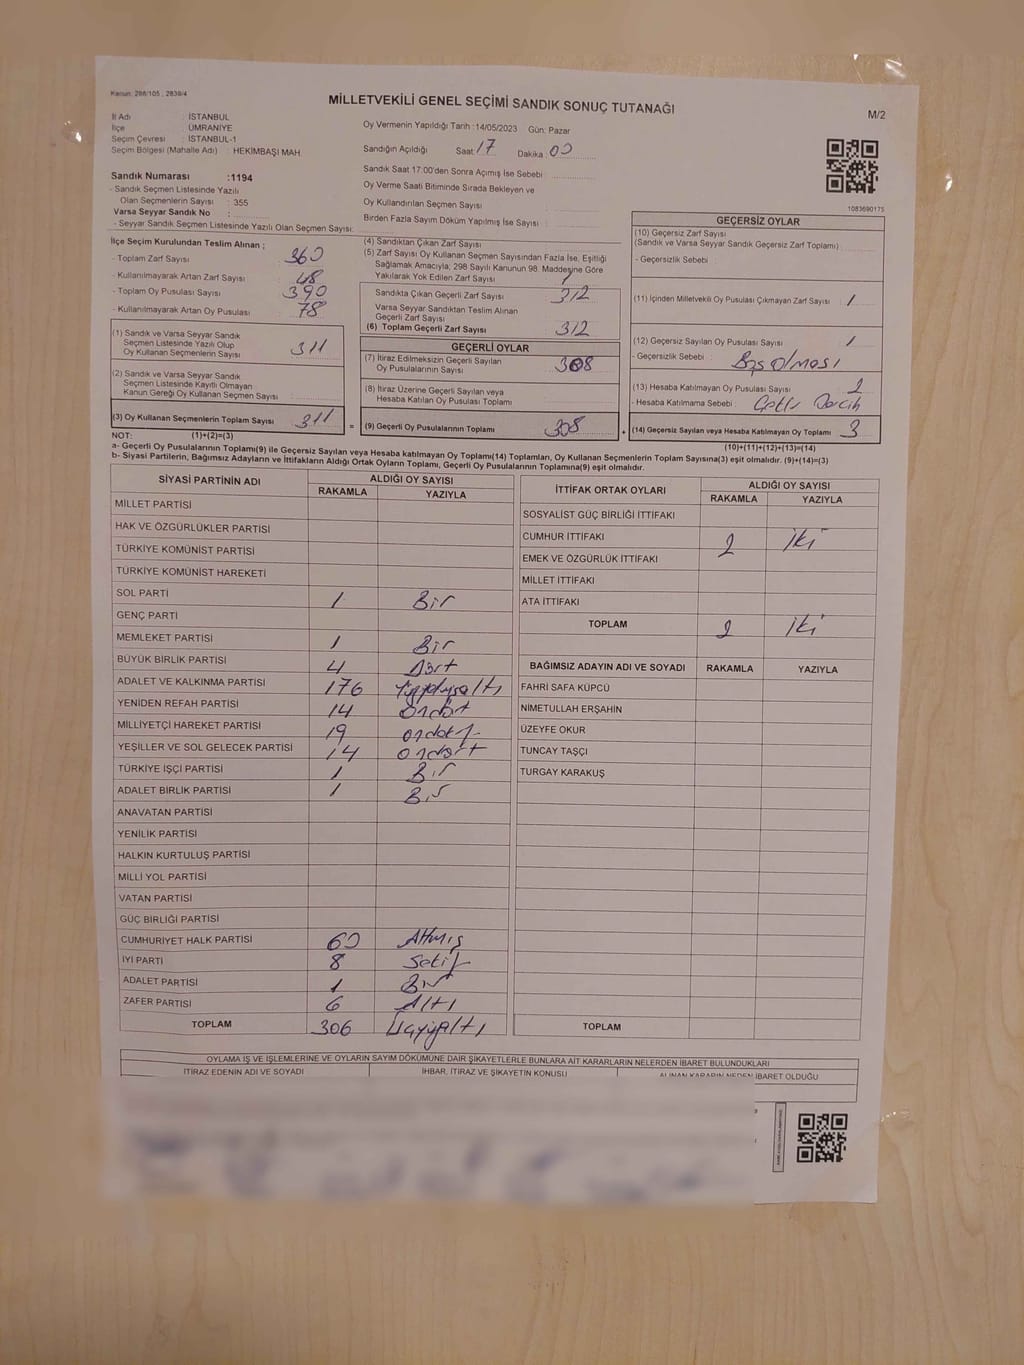 Kanun: 298/105 , 2839/4
MİLLETVEKİLİ GENEL SEÇİMİ SANDIK SONUÇ TUTANAĞI
M/2
İl Adı : İSTANBUL
İlçe : ÜMRANİYE
Seçim Çevresi : İSTANBUL-1
Seçim Bölgesi (Mahalle Adı) : HEKİMBAŞI MAH.
Oy Vermenin Yapıldığı Tarih : 14/05/2023 Gün: Pazar
Sandığın Açıldığı Saat : 17 Dakika : 00
Sandık Saat 17:00'den Sonra Açımış İse Sebebi :
Oy Verme Saati Bitiminde Sırada Bekleyen ve
Oy Kullandırılan Seçmen Sayısı :
Birden Fazla Sayım Döküm Yapılmış İse Sayısı :
Sandık Numarası : 1194
- Sandık Seçmen Listesinde Yazılı
Olan Seçmenlerin Sayısı : 355
Varsa Seyyar Sandık No :
- Seyyar Sandık Seçmen Listesinde Yazılı Olan Seçmen Sayısı:
1083690175
İlçe Seçim Kurulundan Teslim Alınan ;
- Toplam Zarf Sayısı : 360
- Kullanılmayarak Artan Zarf Sayısı : 48
- Toplam Oy Pusulası Sayısı : 390
- Kullanılmayarak Artan Oy Pusulası : 78
(1) Sandık ve Varsa Seyyar Sandık
Seçmen Listesinde Yazılı Olup
Oy Kullanan Seçmenlerin Sayısı : 311
(2) Sandık ve Varsa Seyyar Sandık
Seçmen Listesinde Kayıtlı Olmayan
Kanun Gereği Oy Kullanan Seçmen Sayısı :
(3) Oy Kullanan Seçmenlerin Toplam Sayısı : 311
(4) Sandıktan Çıkan Zarf Sayısı
(5) Zarf Sayısı Oy Kullanan Seçmen Sayısından Fazla İse, Eşitliği
Sağlamak Amacıyla, 298 Sayılı Kanunun 98. Maddesine Göre
Yakılarak Yok Edilen Zarf Sayısı : 1
Sandıkta Çıkan Geçerli Zarf Sayısı : 312
Varsa Seyyar Sandıktan Teslim Alınan
Geçerli Zarf Sayısı
(6) Toplam Geçerli Zarf Sayısı : 312
GEÇERLİ OYLAR
(7) İtiraz Edilmeksizin Geçerli Sayılan
Oy Pusulalarının Sayısı : 308
(8) İtiraz Üzerine Geçerli Sayılan veya
Hesaba Katılan Oy Pusulası Toplamı :
= (9) Geçerli Oy Pusulalarının Toplamı : 308 +
GEÇERSİZ OYLAR
(10) Geçersiz Zarf Sayısı
(Sandık ve Varsa Seyyar Sandık Geçersiz Zarf Toplamı) :
- Geçersizlik Sebebi :
(11) İçinden Milletvekili Oy Pusulası Çıkmayan Zarf Sayısı : 1
(12) Geçersiz Sayılan Oy Pusulası Sayısı : 1
- Geçersizlik Sebebi : Boş olması
(13) Hesaba Katılmayan Oy Pusulası Sayısı :
- Hesaba Katılmama Sebebi :
(14) Geçersiz Sayılan veya Hesaba Katılmayan Oy Toplamı : 3
NOT: (1)+(2)=(3) (10)+(11)+(12)+(13)=(14)
a- Geçerli Oy Pusulalarının Toplamı(9) ile Geçersiz Sayılan veya Hesaba katılmayan Oy Toplamı(14) Toplamları, Oy Kullanan Seçmenlerin Toplam Sayısına(3) eşit olmalıdır. (9)+(14)=(3)
b- Siyasi Partilerin, Bağımsız Adayların ve İttifakların Aldığı Ortak Oyların Toplamı, Geçerli Oy Pusulalarının Toplamına(9) eşit olmalıdır.
SİYASİ PARTİNİN ADI ALDIĞI OY SAYISI
RAKAMLA YAZIYLA
MİLLET PARTİSİ
HAK VE ÖZGÜRLÜKLER PARTİSİ
TÜRKİYE KOMÜNİST PARTİSİ
TÜRKİYE KOMÜNİST HAREKETİ
SOL PARTİ 1 Bir
GENÇ PARTİ
MEMLEKET PARTİSİ 1 Bir
BÜYÜK BİRLİK PARTİSİ 4 Dört
ADALET VE KALKINMA PARTİSİ 176
YENİDEN REFAH PARTİSİ 14 Ondört
MİLLİYETÇİ HAREKET PARTİSİ 19
YEŞİLLER VE SOL GELECEK PARTİSİ 14 ondört
TÜRKİYE İŞÇİ PARTİSİ 1 Bir
ADALET BİRLİK PARTİSİ 1 Bir
ANAVATAN PARTİSİ
YENİLİK PARTİSİ
HALKIN KURTULUŞ PARTİSİ
MİLLİ YOL PARTİSİ
VATAN PARTİSİ
GÜÇ BİRLİĞİ PARTİSİ
CUMHURİYET HALK PARTİSİ 60 Altmış
İYİ PARTİ 8 Sekiz
ADALET PARTİSİ 1 Bir
ZAFER PARTİSİ 6 Altı
TOPLAM 306 Üçyüzaltı
İTTİFAK ORTAK OYLARI ALDIĞI OY SAYISI
RAKAMLA YAZIYLA
SOSYALİST GÜÇ BİRLİĞİ İTTİFAKI
CUMHUR İTTİFAKI 2 İki
EMEK VE ÖZGÜRLÜK İTTİFAKI
MİLLET İTTİFAKI
ATA İTTİFAKI
TOPLAM 2 İki
BAĞIMSIZ ADAYIN ADI VE SOYADI RAKAMLA YAZIYLA
FAHRİ SAFA KÜPCÜ
NİMETULLAH ERŞAHİN
ÜZEYFE OKUR
TUNCAY TAŞÇI
TURGAY KARAKUŞ
TOPLAM
OYLAMA İŞ VE İŞLEMLERİNE VE OYLARIN SAYIM DÖKÜMÜNE DAİR ŞİKAYETLERLE BUNLARA AİT KARARLARIN NELERDEN İBARET BULUNDUKLARI
İTİRAZ EDENİN ADI VE SOYADI İHBAR, İTİRAZ VE ŞİKAYETİN KONUSU ALINAN KARARIN NEDEN İBARET OLDUĞU